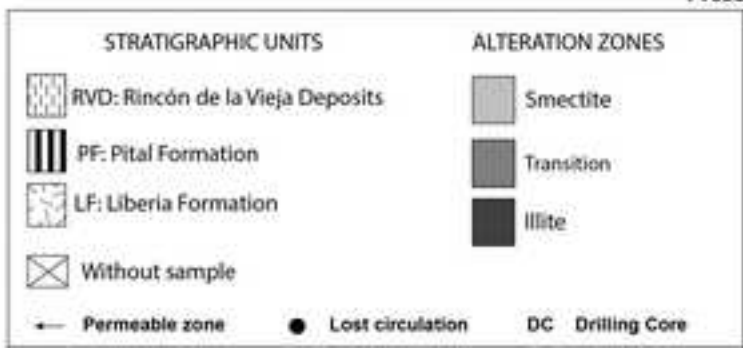 STRATIGRAPHIC UNITS
RVD: Rincón de la Vieja Deposits
PF: Pital Formation
LF: Liberia Formation
Without sample
ALTERATION ZONES
Smectite
Transition
Illite
Permeable zone Lost circulation DC Drilling Core